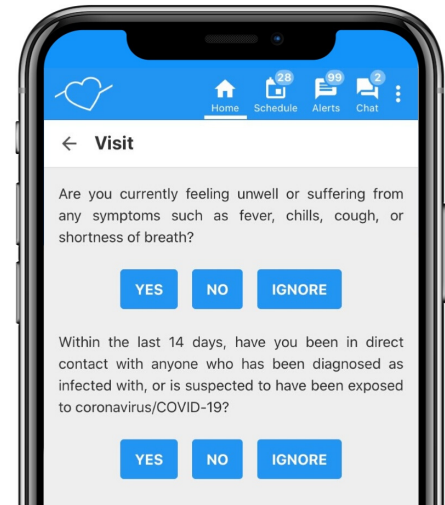 28
99
2
Home
Schedule
Alerts
Chat
← Visit
Are you currently feeling unwell or suffering from
any symptoms such as fever, chills, cough, or
shortness of breath?
YES NO IGNORE
Within the last 14 days, have you been in direct
contact with anyone who has been diagnosed as
infected with, or is suspected to have been exposed
to coronavirus/COVID-19?
YES NO IGNORE